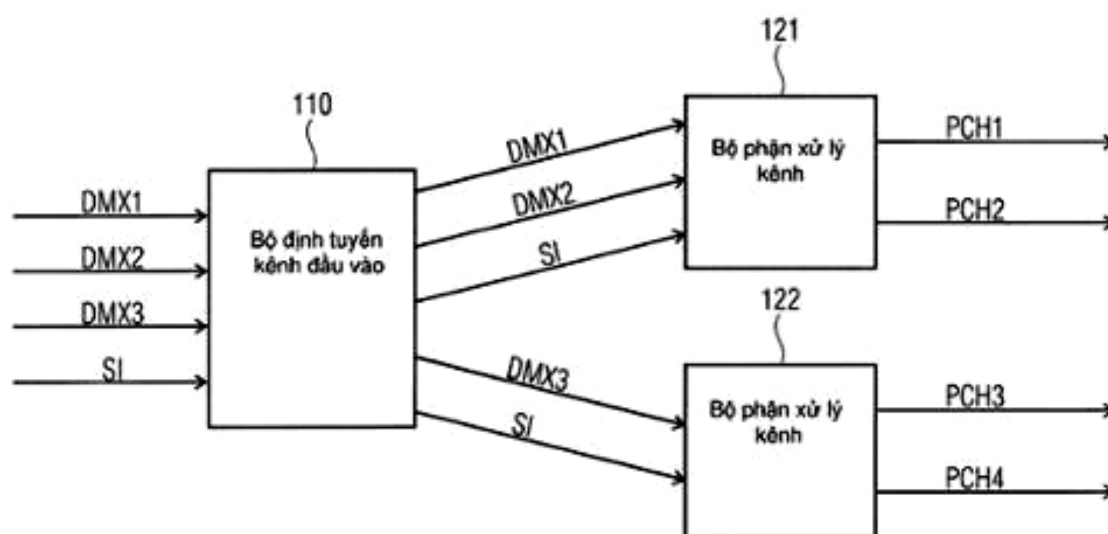 110
DMX1
DMX2
DMX3
SI
Bộ định tuyến
kênh đầu vào
DMX1
DMX2
SI
DMX3
SI
121
Bộ phận xử lý
kênh
PCH1
PCH2
122
Bộ phận xử lý
kênh
PCH3
PCH4